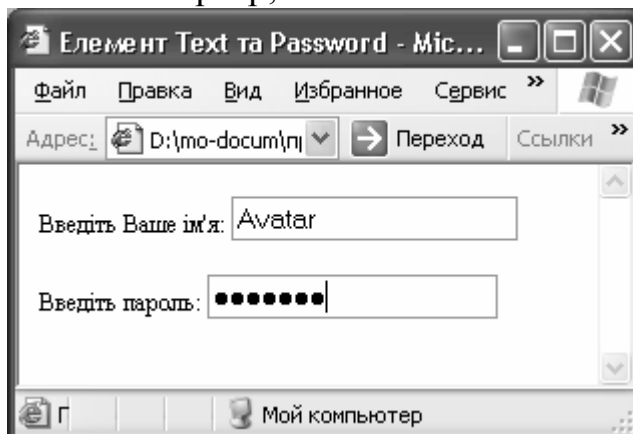 Елемент Text та Password - Mic...
Файл Правка Вид Избранное Сервис »
Адрес: D:\mo-docum\п Переход Ссылки »
Введіть Ваше ім'я: Avatar
Введіть пароль: •••••••
Мой компьютер